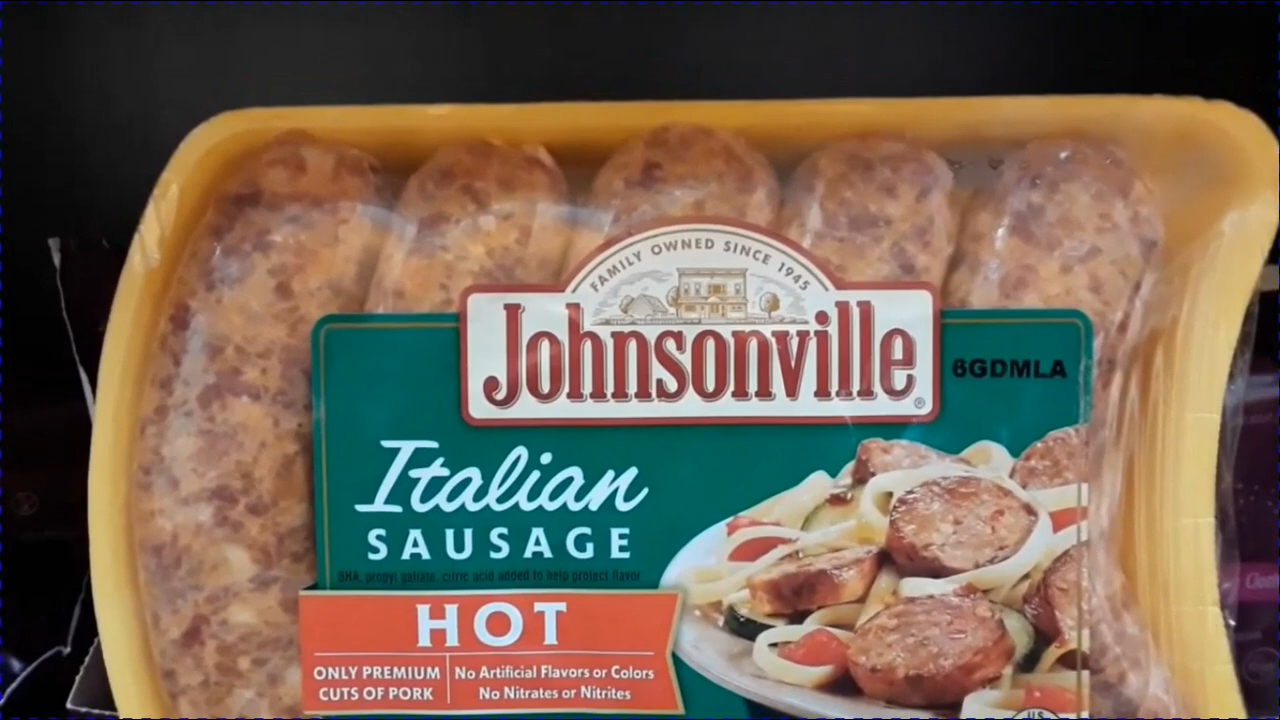 FAMILY OWNED SINCE 1945
Johnsonville®
6GDMLA
Italian
SAUSAGE
BHA, propyl gallate, citric acid added to help protect flavor
HOT
ONLY PREMIUM
CUTS OF PORK
No Artificial Flavors or Colors
No Nitrates or Nitrites
U.S.